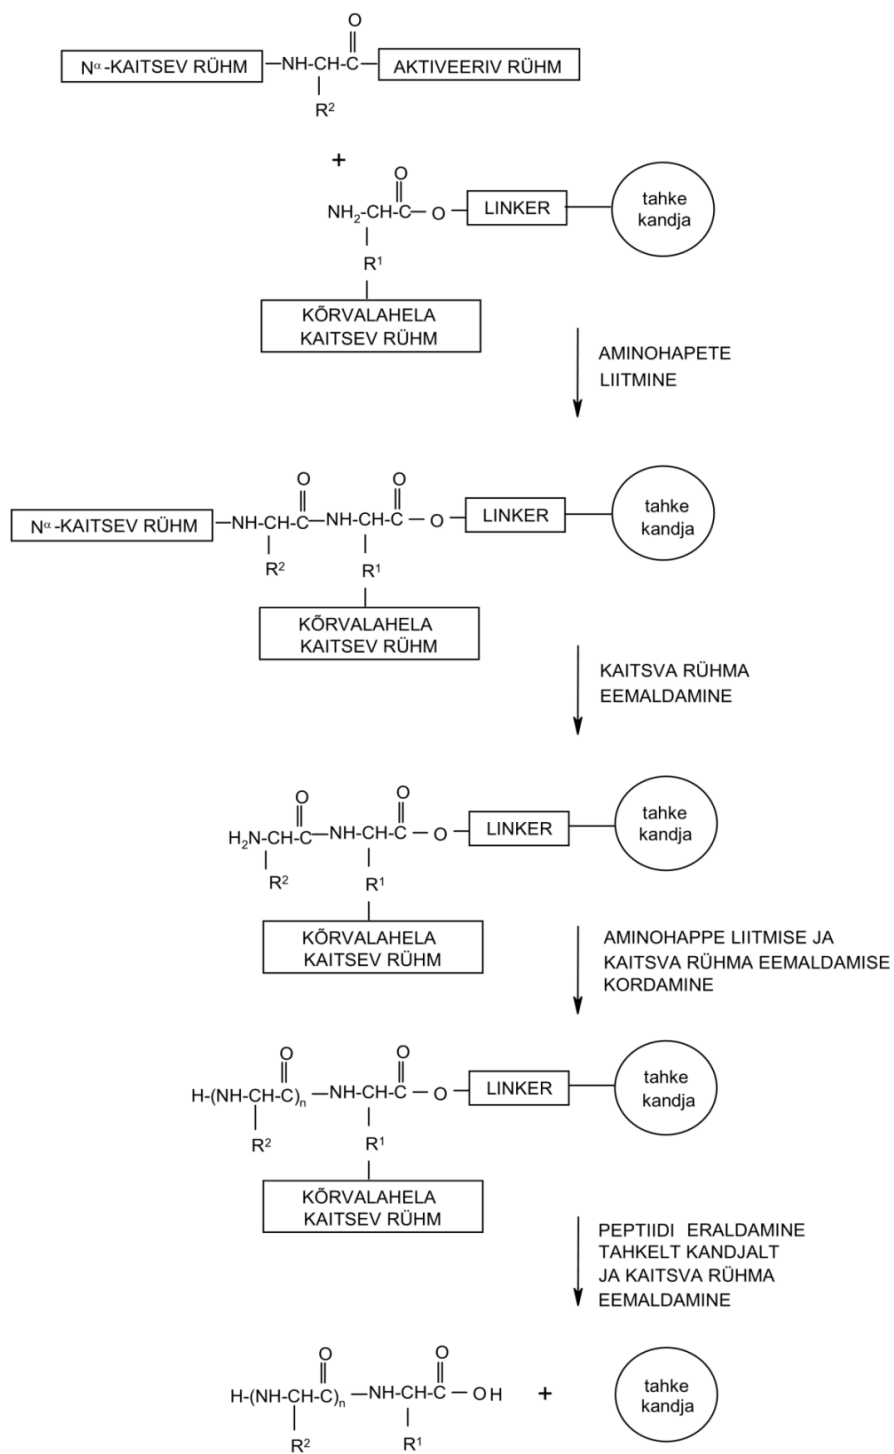 O
Nα-KAITSEV RÜHM —NH-CH-C— AKTIVEERIV RÜHM
R²
+
O
NH₂-CH-C — O — LINKER tahke kandja
R¹
KÕRVALAHELA
KAITSEV RÜHM
AMINOHAPETE
LIITMINE
O O
Nα-KAITSEV RÜHM —NH-CH-C—NH-CH-C — O — LINKER tahke kandja
R² R¹
KÕRVALAHELA
KAITSEV RÜHM
KAITSVA RÜHMA
EEMALDAMINE
O O
H₂N-CH-C—NH-CH-C — O — LINKER tahke kandja
R² R¹
KÕRVALAHELA
KAITSEV RÜHM
AMINOHAPPE LIITMISE JA
KAITSVA RÜHMA EEMALDAMISE
KORDAMINE
O O
H-(NH-CH-C)ₙ —NH-CH-C — O — LINKER tahke kandja
R² R¹
KÕRVALAHELA
KAITSEV RÜHM
PEPTIIDI ERALDAMINE
TAHKELT KANDJALT
JA KAITSVA RÜHMA
EEMALDAMINE
O O
H-(NH-CH-C)ₙ —NH-CH-C — OH + tahke kandja
R² R¹